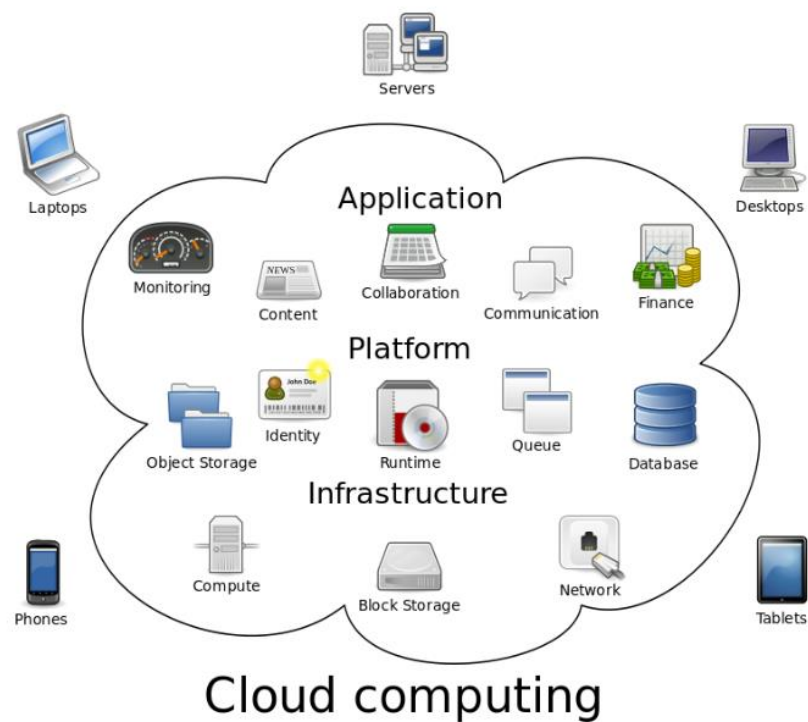 Servers
Laptops
Desktops
Application
Monitoring
NEWS
Content
Collaboration
Communication
Finance
Platform
Object Storage
John Doe
Identity
Runtime
Queue
Database
Infrastructure
Compute
Block Storage
Network
Phones
Tablets
Cloud computing